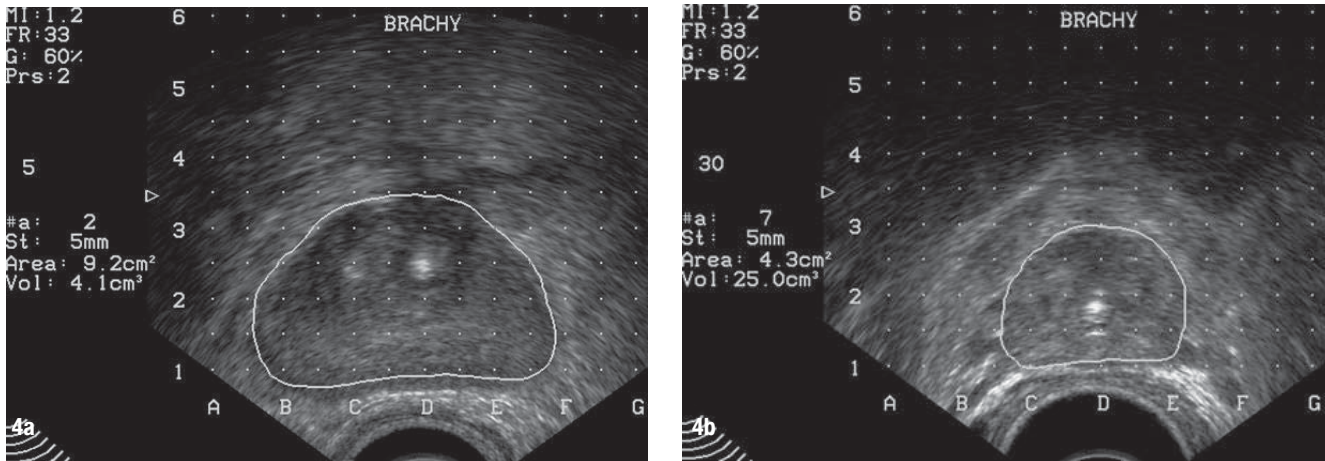 MI:1.2
FR:33
G: 60%
Prs:2
BRACHY
6
5
4
3
2
1
5
#a: 2
St: 5mm
Area: 9.2cm²
Vol: 4.1cm³
A B C D E F G
4a
MI:1.2
FR:33
G: 60%
Prs:2
BRACHY
6
5
4
3
2
1
30
#a: 7
St: 5mm
Area: 4.3cm²
Vol:25.0cm³
A B C D E F G
4b